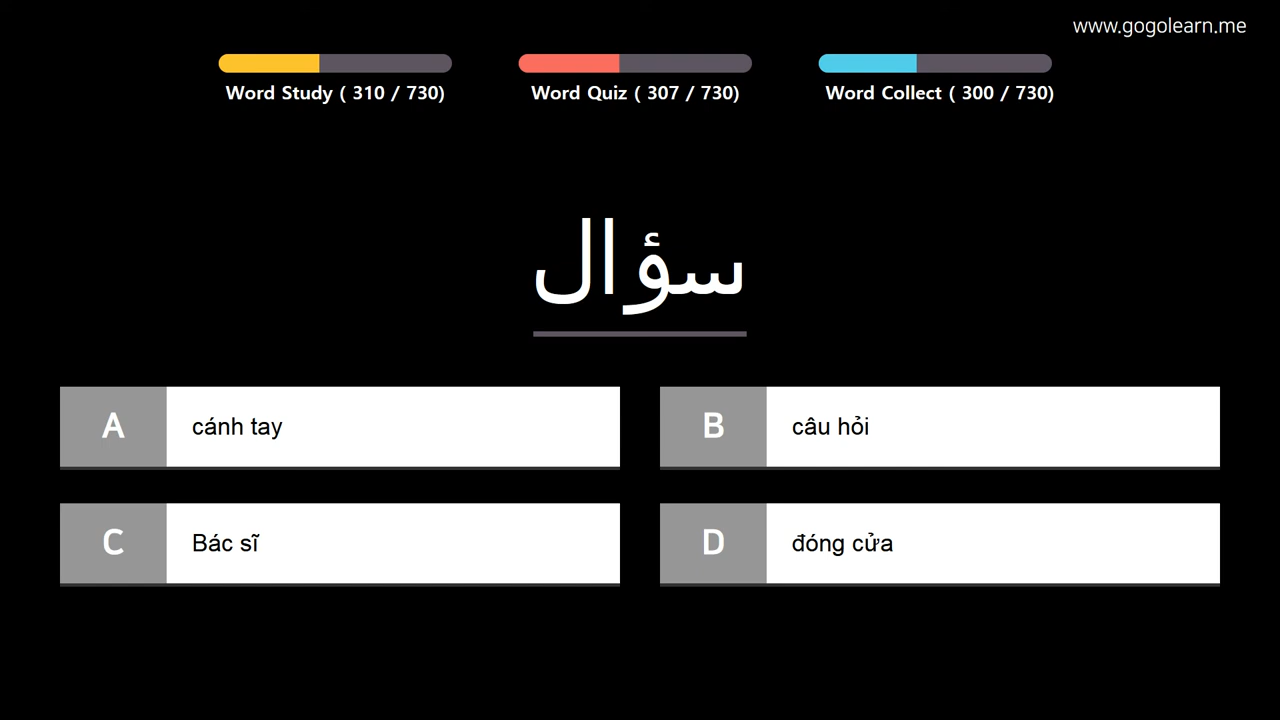 www.gogolearn.me
Word Study ( 310 / 730)
Word Quiz ( 307 / 730)
Word Collect ( 300 / 730)
سؤال
A
cánh tay
B
câu hỏi
C
Bác sĩ
D
đóng cửa